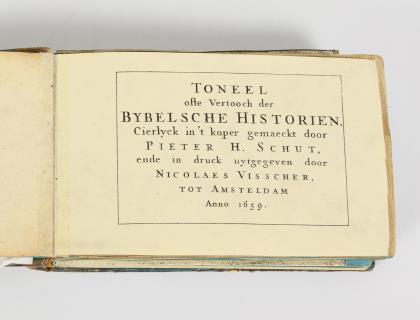 TONEEL
ofte Vertooch der
BYBELSCHE HISTORIEN,
Cierlyck in't koper gemaeckt door
PIETER H. SCHUT,
ende in druck uytgegeven door
NICOLAES VISSCHER,
TOT AMSTELDAM
Anno 1659.